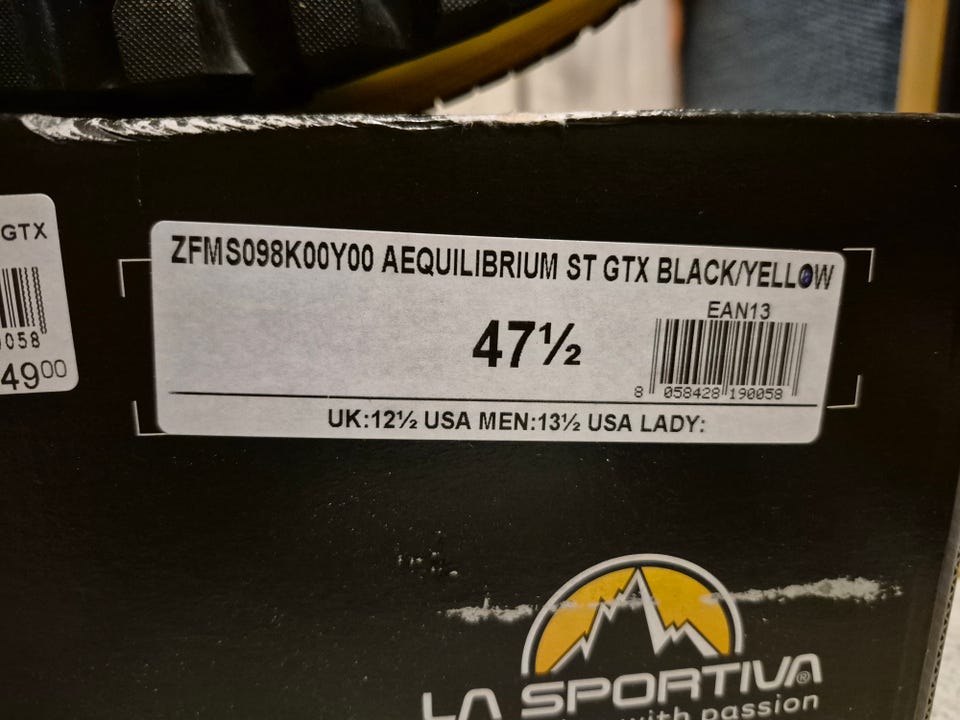 GTX
058
49⁰⁰
ZFMS098K00Y00 AEQUILIBRIUM ST GTX BLACK/YELLOW
EAN13
47½
8 058428 190058
UK:12½ USA MEN:13½ USA LADY:
LA SPORTIVA®
with passion